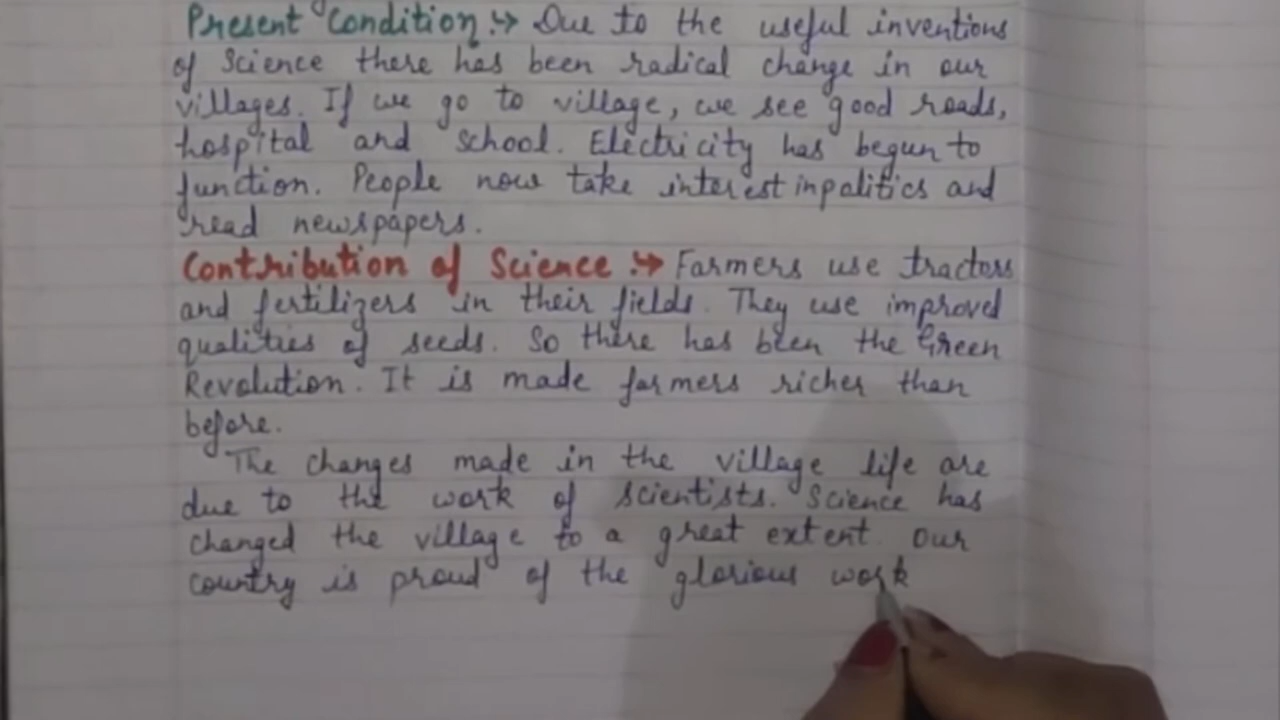 Present Condition :→ Due to the useful inventions
of Science there has been radical change in our
villages. If we go to village, we see good roads,
hospital and school. Electricity has begun to
function. People now take interest in politics and
read newspapers.
Contribution of Science :→ Farmers use tractors
and fertilizers in their fields. They use improved
qualities of seeds. So there has been the Green
Revolution. It is made farmers richer than
before.
The changes made in the village life are
due to the work of scientists. Science has
changed the village to a great extent. Our
country is proud of the glorious work